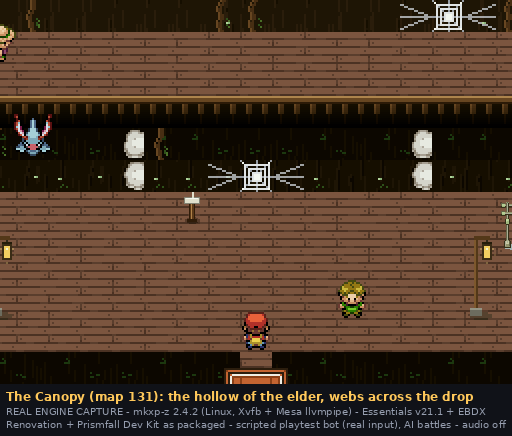 The Canopy (map 131): the hollow of the elder, webs across the drop
REAL ENGINE CAPTURE - mkxp-z 2.4.2 (Linux, Xvfb + Mesa llvmpipe) - Essentials v21.1 + EBDX
Renovation + Prismfall Dev Kit as packaged - scripted playtest bot (real input), AI battles - audio off